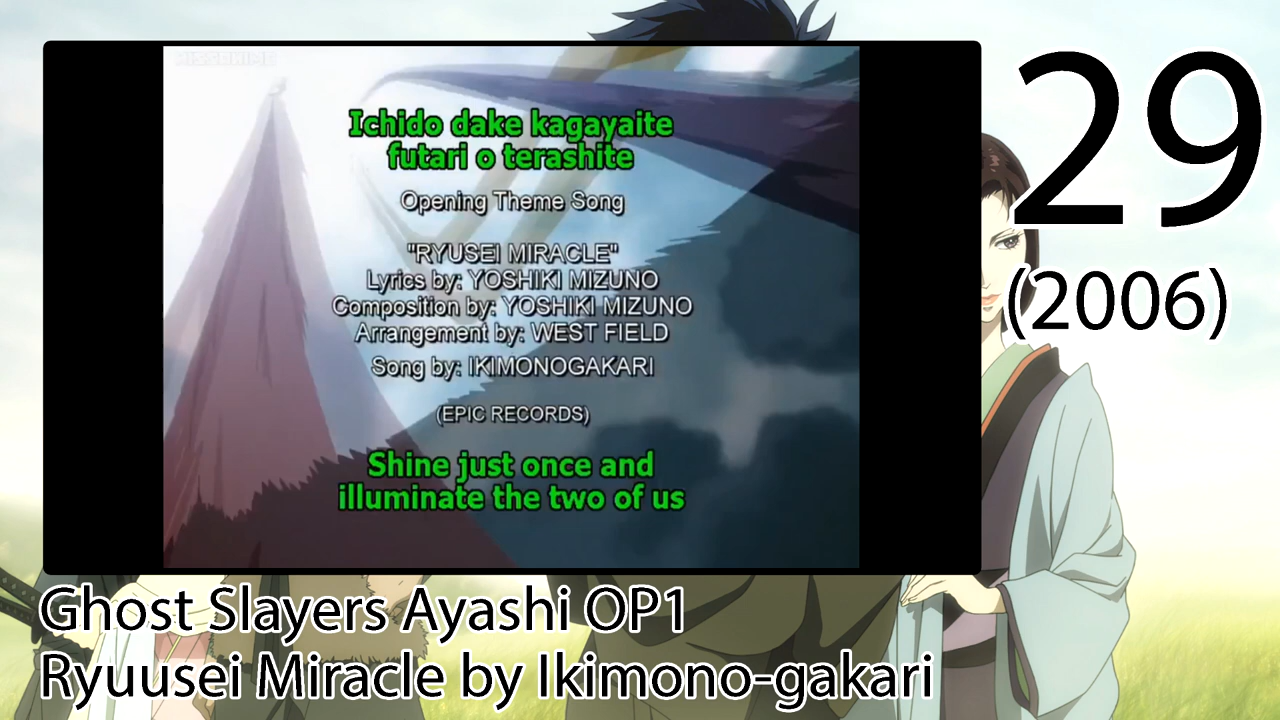 Ichido dake kagayaite
futari o terashite
Opening Theme Song
"RYUSEI MIRACLE"
Lyrics by: YOSHIKI MIZUNO
Composition by: YOSHIKI MIZUNO
Arrangement by: WEST FIELD
Song by: IKIMONOGAKARI
(EPIC RECORDS)
Shine just once and
illuminate the two of us
29
(2006)
Ghost Slayers Ayashi OP1
Ryuusei Miracle by Ikimono-gakari